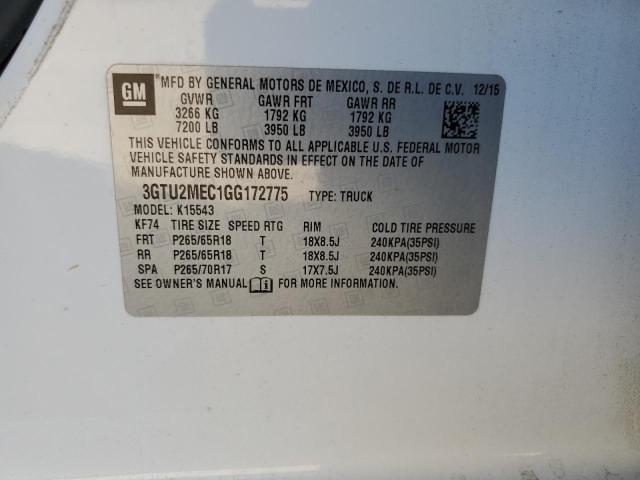 GM
*MFD BY GENERAL MOTORS DE MEXICO, S. DE R.L. DE C.V. 12/15
GVWR GAWR FRT GAWR RR
3266 KG 1792 KG 1792 KG
7200 LB 3950 LB 3950 LB
THIS VEHICLE CONFORMS TO ALL APPLICABLE U.S. FEDERAL MOTOR
VEHICLE SAFETY STANDARDS IN EFFECT ON THE DATE OF
MANUFACTURE SHOWN ABOVE.
3GTU2MEC1GG172775 TYPE: TRUCK
MODEL: K15543
KF74 TIRE SIZE SPEED RTG RIM COLD TIRE PRESSURE
FRT P265/65R18 T 18X8.5J 240KPA(35PSI)
RR P265/65R18 T 18X8.5J 240KPA(35PSI)
SPA P265/70R17 S 17X7.5J 240KPA(35PSI)
SEE OWNER'S MANUAL FOR MORE INFORMATION